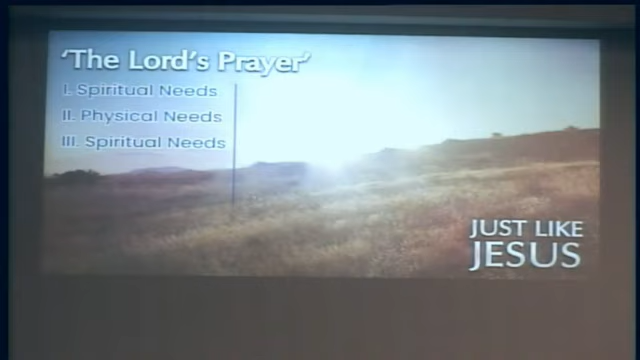 'The Lord's Prayer'
I. Spiritual Needs
II. Physical Needs
III. Spiritual Needs
JUST LIKE
JESUS